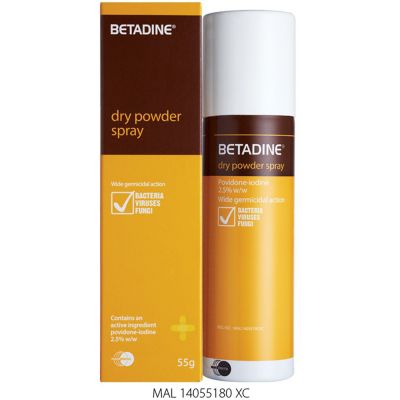 BETADINE®
dry powder
spray
Wide germicidal action
BACTERIA
VIRUSES
FUNGI
Contains an
active ingredient
povidone-iodine
2.5% w/w
55g
BETADINE®
dry powder spray
Povidone-iodine
2.5% w/w
Wide germicidal action
BACTERIA
VIRUSES
FUNGI
MAL 14055180 XC